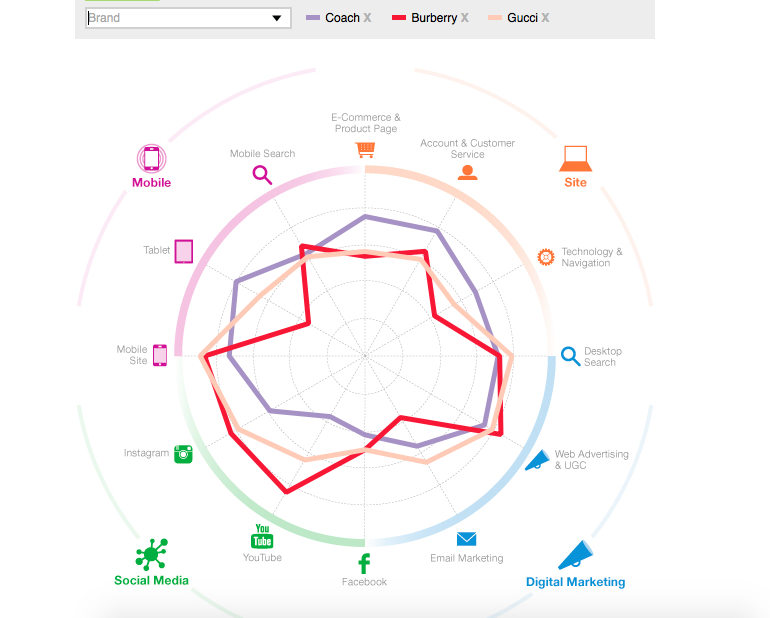 Brand
Coach X
Burberry X
Gucci X
E-Commerce &
Product Page
Mobile Search
Account & Customer
Service
Mobile
Site
Tablet
Technology &
Navigation
Mobile
Site
Desktop
Search
Instagram
Web Advertising
& UGC
You
Tube
YouTube
Email Marketing
Facebook
Social Media
Digital Marketing